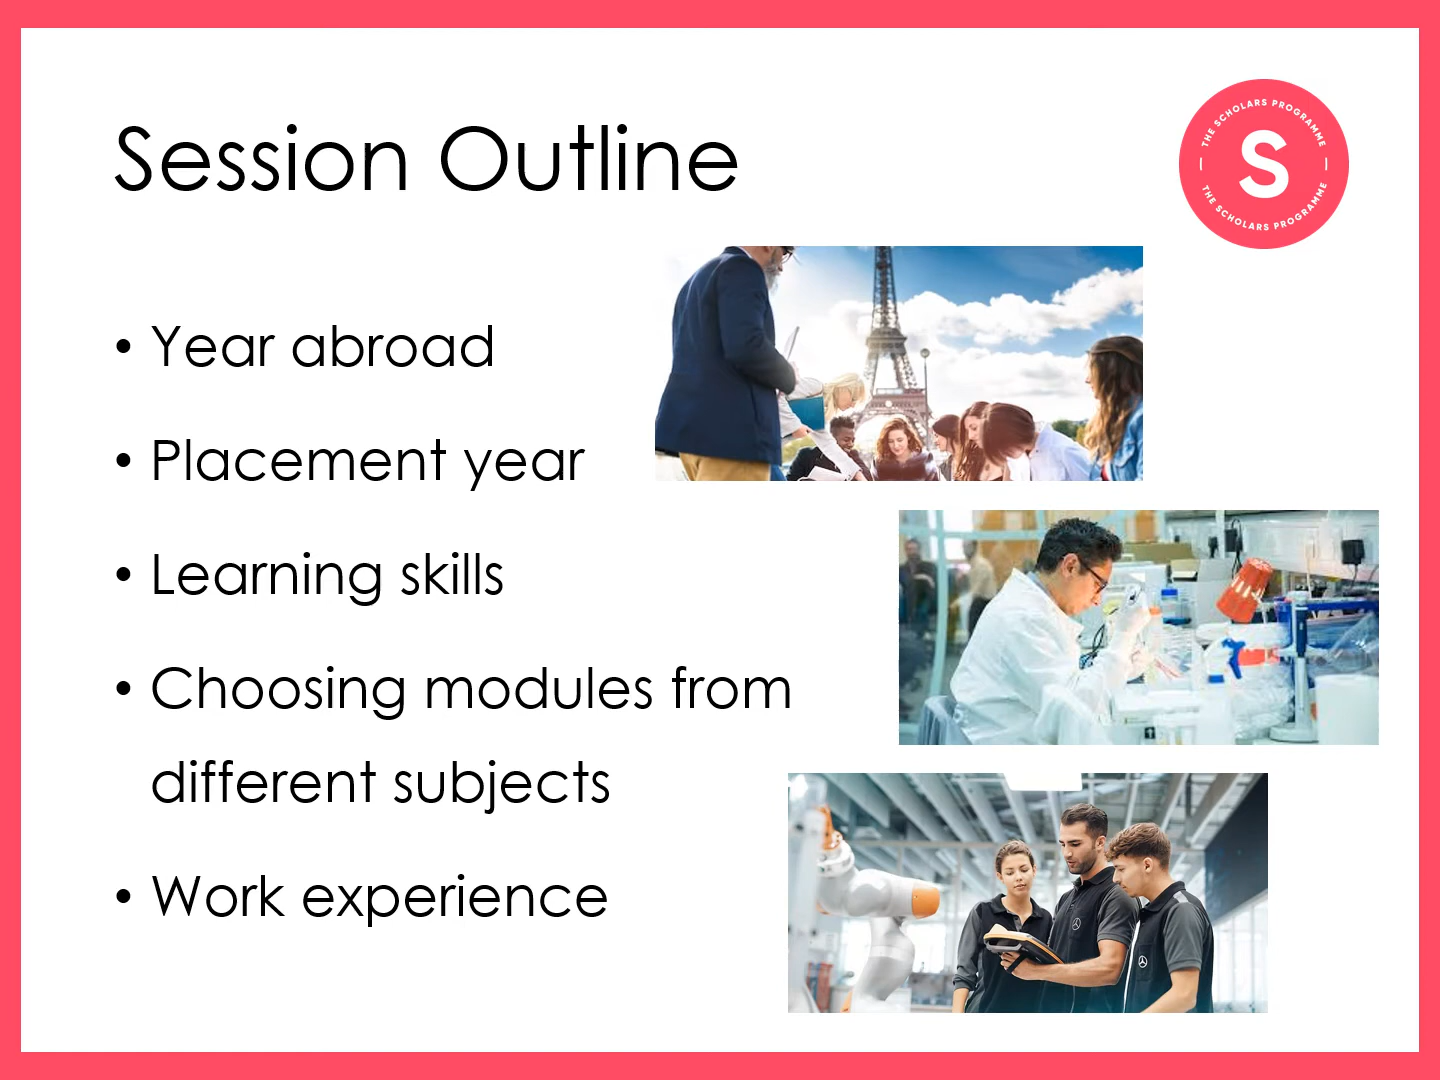 Session Outline
THE SCHOLARS PROGRAMME
S
THE SCHOLARS PROGRAMME
• Year abroad
• Placement year
• Learning skills
• Choosing modules from
different subjects
• Work experience